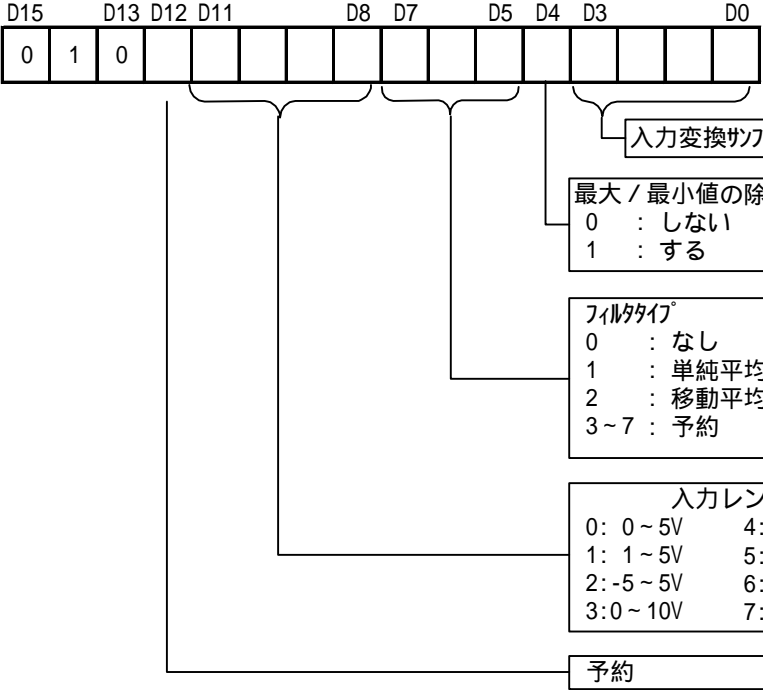 D15 D13 D12 D11 D8 D7 D5 D4 D3 D0
0 1 0
入力変換ｻﾝﾌ
最大／最小値の除
0 : しない
1 : する
ﾌｨﾙﾀﾀｲﾌﾟ
0 : なし
1 : 単純平均
2 : 移動平均
3~7 : 予約
入力レン
0: 0~5V 4:
1: 1~5V 5:
2:-5~5V 6:
3:0~10V 7:
予約